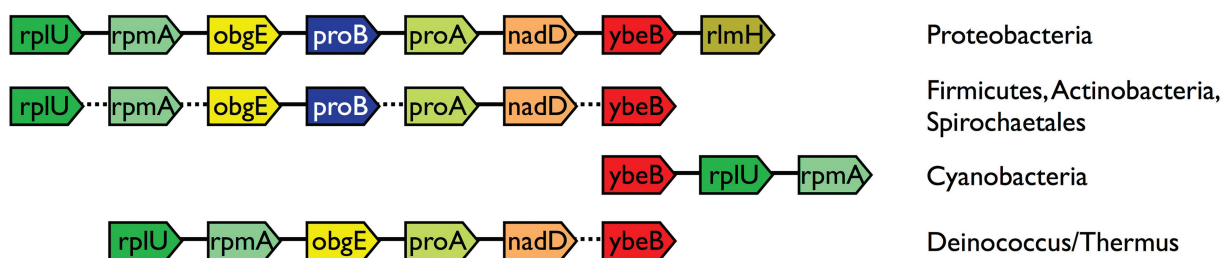 rplU rpmA obgE proB proA nadD ybeB rlmH Proteobacteria
rplU rpmA obgE proB proA nadD ybeB Firmicutes, Actinobacteria,
Spirochaetales
ybeB rplU rpmA Cyanobacteria
rplU rpmA obgE proA nadD ybeB Deinococcus/Thermus